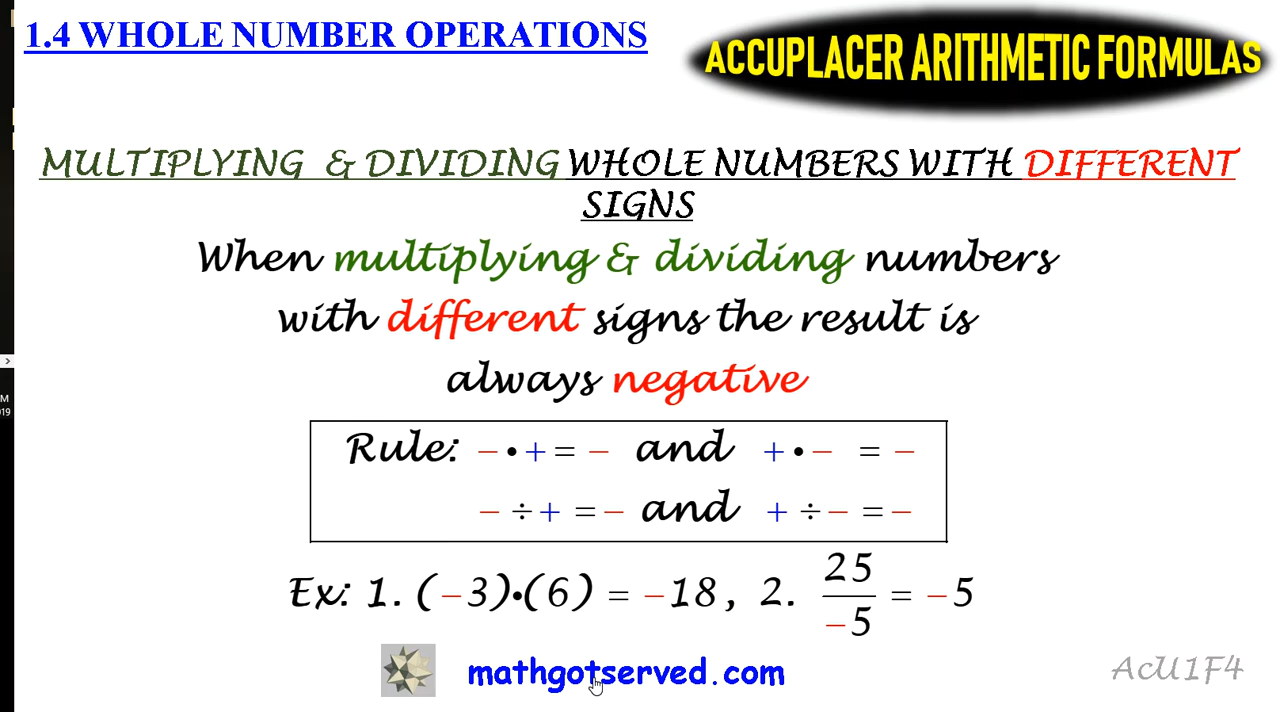 1.4 WHOLE NUMBER OPERATIONS
ACCUPLACER ARITHMETIC FORMULAS
MULTIPLYING & DIVIDING WHOLE NUMBERS WITH DIFFERENT
SIGNS
When multiplying & dividing numbers
with different signs the result is
always negative
Rule: − • + = − and + • − = −
− ÷ + = − and + ÷ − = −
Ex: 1. (−3)•(6) = −18, 2. 25/−5 = −5
mathgotserved.com
AcU1F4
M
019